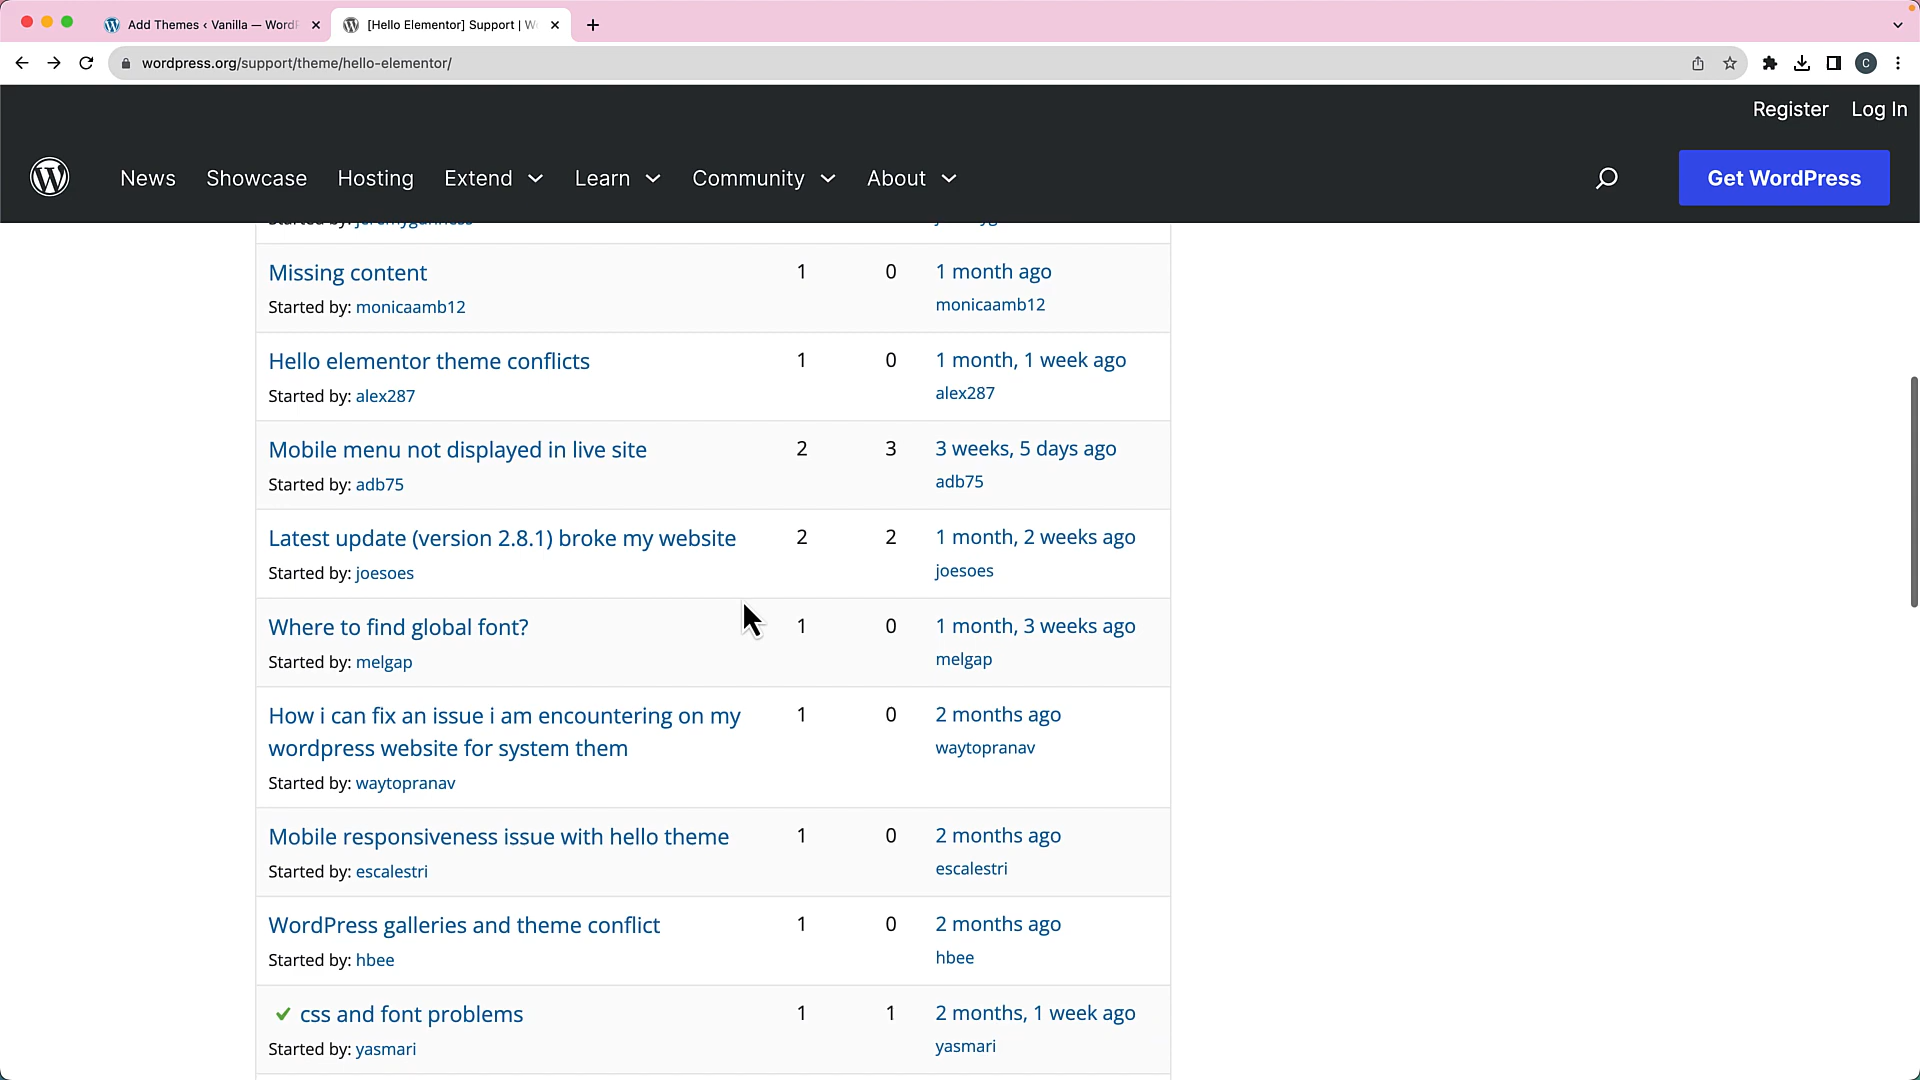 Add Themes ‹ Vanilla — WordP
[Hello Elementor] Support | W
wordpress.org/support/theme/hello-elementor/
C
Register Log In
News Showcase Hosting Extend Learn Community About
Get WordPress
Missing content 1 0 1 month ago
Started by: monicaamb12 monicaamb12
Hello elementor theme conflicts 1 0 1 month, 1 week ago
Started by: alex287 alex287
Mobile menu not displayed in live site 2 3 3 weeks, 5 days ago
Started by: adb75 adb75
Latest update (version 2.8.1) broke my website 2 2 1 month, 2 weeks ago
Started by: joesoes joesoes
Where to find global font? 1 0 1 month, 3 weeks ago
Started by: melgap melgap
How i can fix an issue i am encountering on my 1 0 2 months ago
wordpress website for system them waytopranav
Started by: waytopranav
Mobile responsiveness issue with hello theme 1 0 2 months ago
Started by: escalestri escalestri
WordPress galleries and theme conflict 1 0 2 months ago
Started by: hbee hbee
css and font problems 1 1 2 months, 1 week ago
Started by: yasmari yasmari